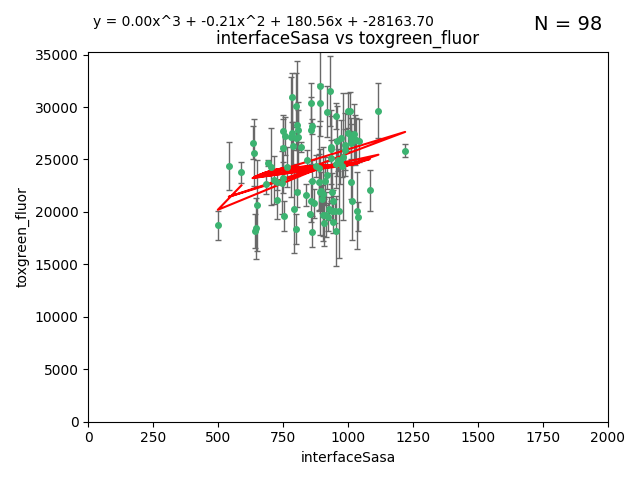 y = 0.00x^3 + -0.21x^2 + 180.56x + -28163.70
N = 98
interfaceSasa vs toxgreen_fluor
35000
30000
25000
20000
15000
10000
5000
0
toxgreen_fluor
0 250 500 750 1000 1250 1500 1750 2000
interfaceSasa